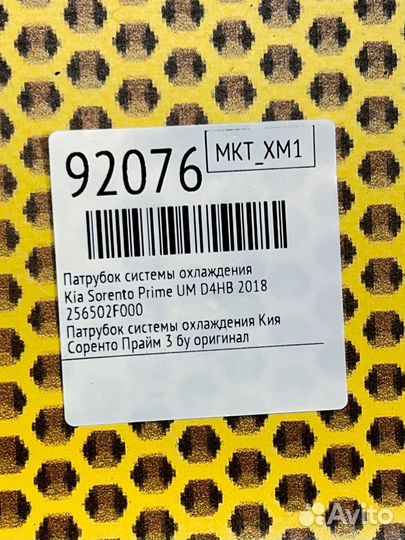 92076
MKT_XM1
Патрубок системы охлаждения
Kia Sorento Prime UM D4HB 2018
256502F000
Патрубок системы охлаждения Кия
Соренто Прайм 3 бу оригинал
Avito